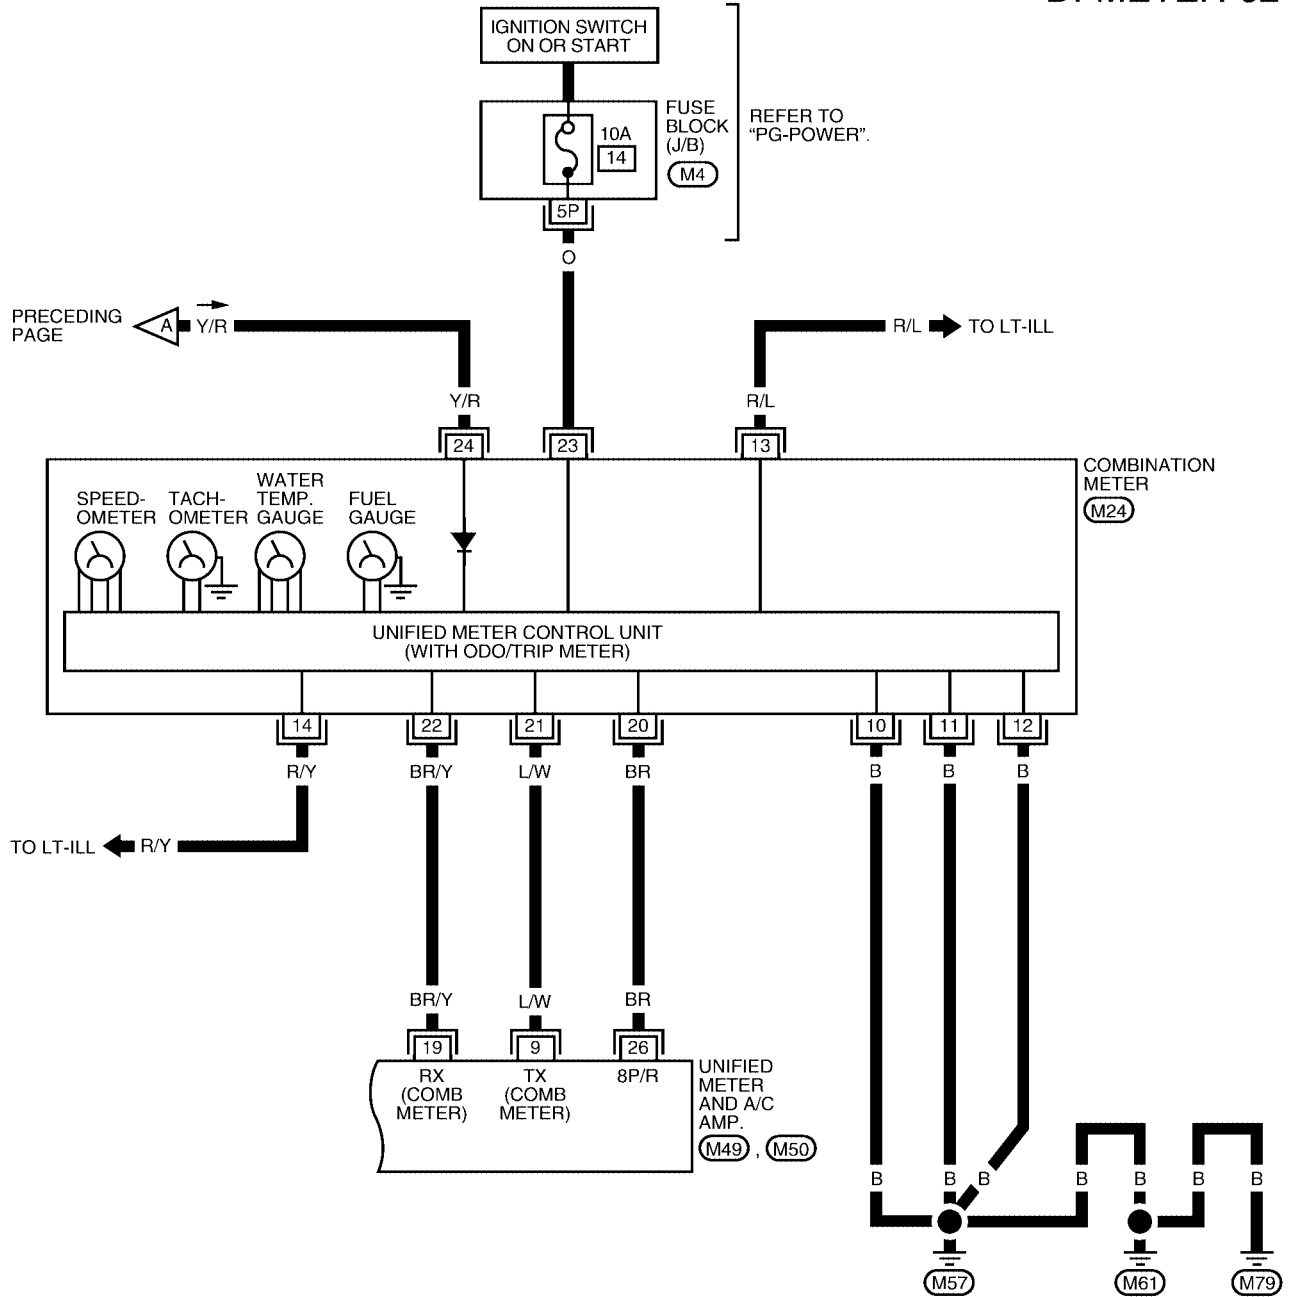 IGNITION SWITCH
ON OR START
FUSE
BLOCK
(J/B)
M4
10A
14
5P
REFER TO
“PG-POWER”.
O
PRECEDING
PAGE
A
Y/R
R/L
TO LT-ILL
Y/R
R/L
24
23
13
COMBINATION
METER
M24
SPEED-
OMETER
TACH-
OMETER
WATER
TEMP.
GAUGE
FUEL
GAUGE
UNIFIED METER CONTROL UNIT
(WITH ODO/TRIP METER)
14
22
21
20
10
11
12
R/Y
BR/Y
L/W
BR
B
B
B
TO LT-ILL
R/Y
BR/Y
L/W
BR
19
9
26
RX
(COMB
METER)
TX
(COMB
METER)
8P/R
UNIFIED
METER
AND A/C
AMP.
M49 , M50
B
B
B
B
B
B
B
M57
M61
M79